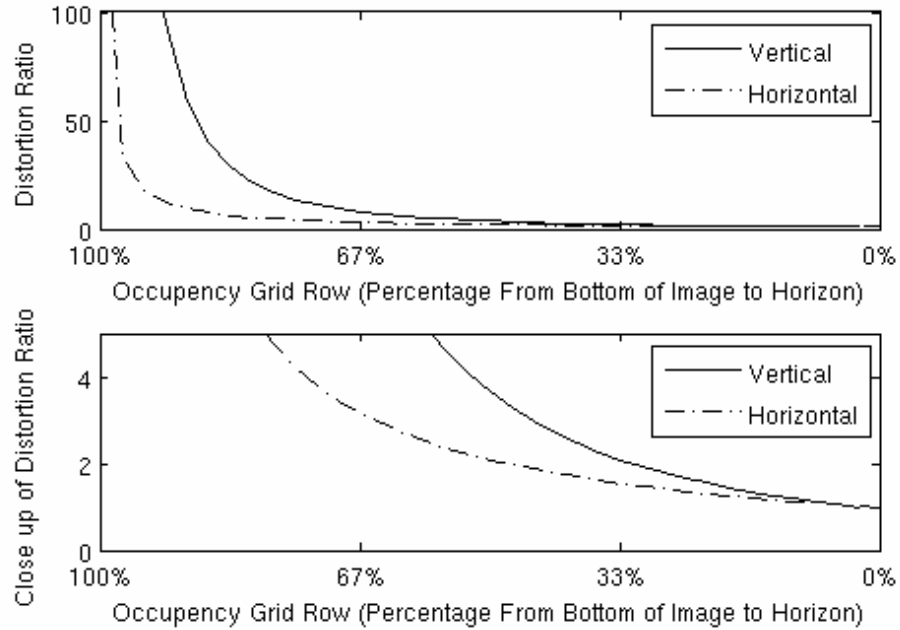 100
50
0
Distortion Ratio
Vertical
Horizontal
100%
67%
33%
0%
Occupency Grid Row (Percentage From Bottom of Image to Horizon)
4
2
0
Close up of Distortion Ratio
Vertical
Horizontal
100%
67%
33%
0%
Occupency Grid Row (Percentage From Bottom of Image to Horizon)